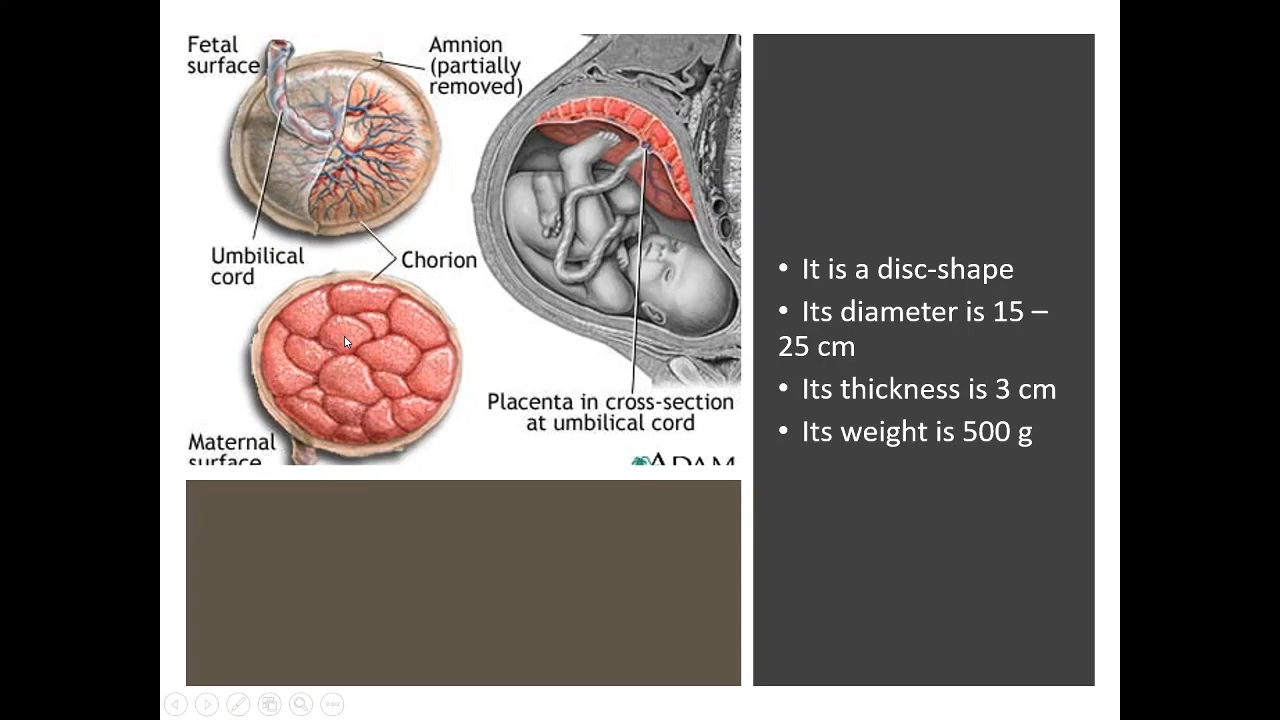 Fetal
surface
Amnion
(partially
removed)
Umbilical
cord
Chorion
Placenta in cross-section
at umbilical cord
Maternal
surface
ADAM
• It is a disc-shape
• Its diameter is 15 –
25 cm
• Its thickness is 3 cm
• Its weight is 500 g